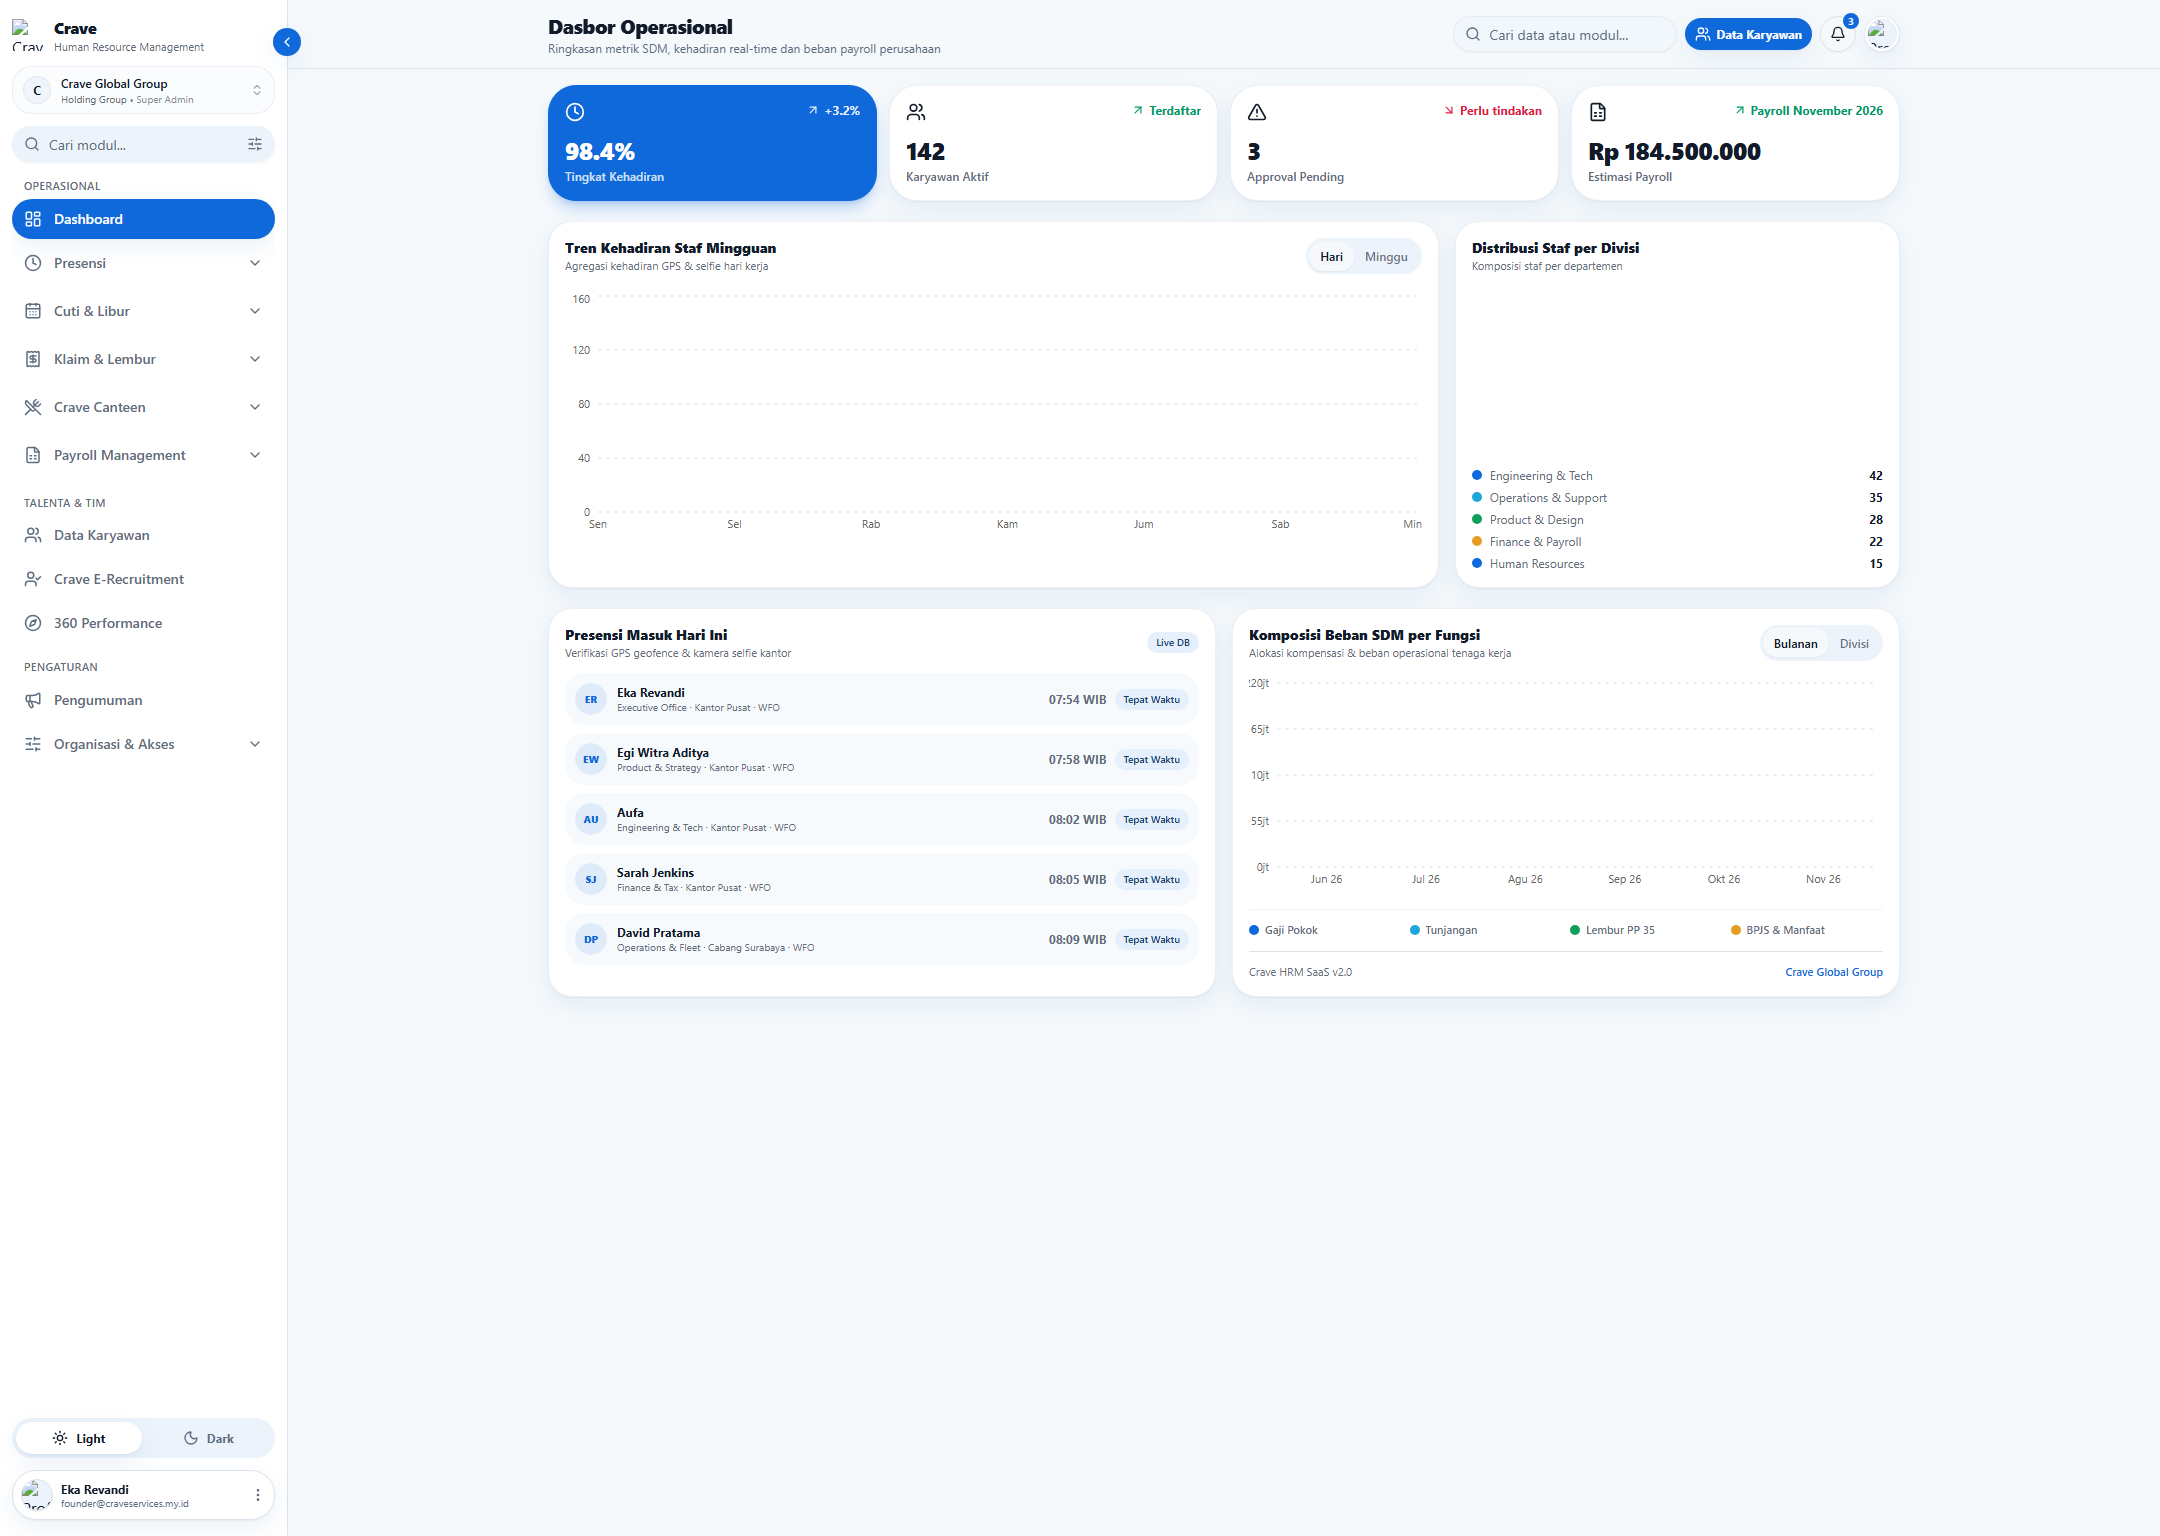 Crav
Crave
Human Resource Management
C
Crave Global Group
Holding Group • Super Admin
Cari modul...
OPERASIONAL
Dashboard
Presensi
Cuti & Libur
Klaim & Lembur
Crave Canteen
Payroll Management
TALENTA & TIM
Data Karyawan
Crave E-Recruitment
360 Performance
PENGATURAN
Pengumuman
Organisasi & Akses
Light
Dark
Eka Revandi
founder@craveservices.my.id
Dasbor Operasional
Ringkasan metrik SDM, kehadiran real-time dan beban payroll perusahaan
Cari data atau modul...
Data Karyawan
3
+3.2%
98.4%
Tingkat Kehadiran
Terdaftar
142
Karyawan Aktif
Perlu tindakan
3
Approval Pending
Payroll November 2026
Rp 184.500.000
Estimasi Payroll
Tren Kehadiran Staf Mingguan
Agregasi kehadiran GPS & selfie hari kerja
Hari
Minggu
160
120
80
40
0
Sen Sel Rab Kam Jum Sab Min
Distribusi Staf per Divisi
Komposisi staf per departemen
Engineering & Tech 42
Operations & Support 35
Product & Design 28
Finance & Payroll 22
Human Resources 15
Presensi Masuk Hari Ini
Verifikasi GPS geofence & kamera selfie kantor
Live DB
ER
Eka Revandi
Executive Office · Kantor Pusat · WFO
07:54 WIB
Tepat Waktu
EW
Egi Witra Aditya
Product & Strategy · Kantor Pusat · WFO
07:58 WIB
Tepat Waktu
AU
Aufa
Engineering & Tech · Kantor Pusat · WFO
08:02 WIB
Tepat Waktu
SJ
Sarah Jenkins
Finance & Tax · Kantor Pusat · WFO
08:05 WIB
Tepat Waktu
DP
David Pratama
Operations & Fleet · Cabang Surabaya · WFO
08:09 WIB
Tepat Waktu
Komposisi Beban SDM per Fungsi
Alokasi kompensasi & beban operasional tenaga kerja
Bulanan
Divisi
20jt
65jt
10jt
55jt
0jt
Jun 26 Jul 26 Agu 26 Sep 26 Okt 26 Nov 26
Gaji Pokok
Tunjangan
Lembur PP 35
BPJS & Manfaat
Crave HRM SaaS v2.0
Crave Global Group